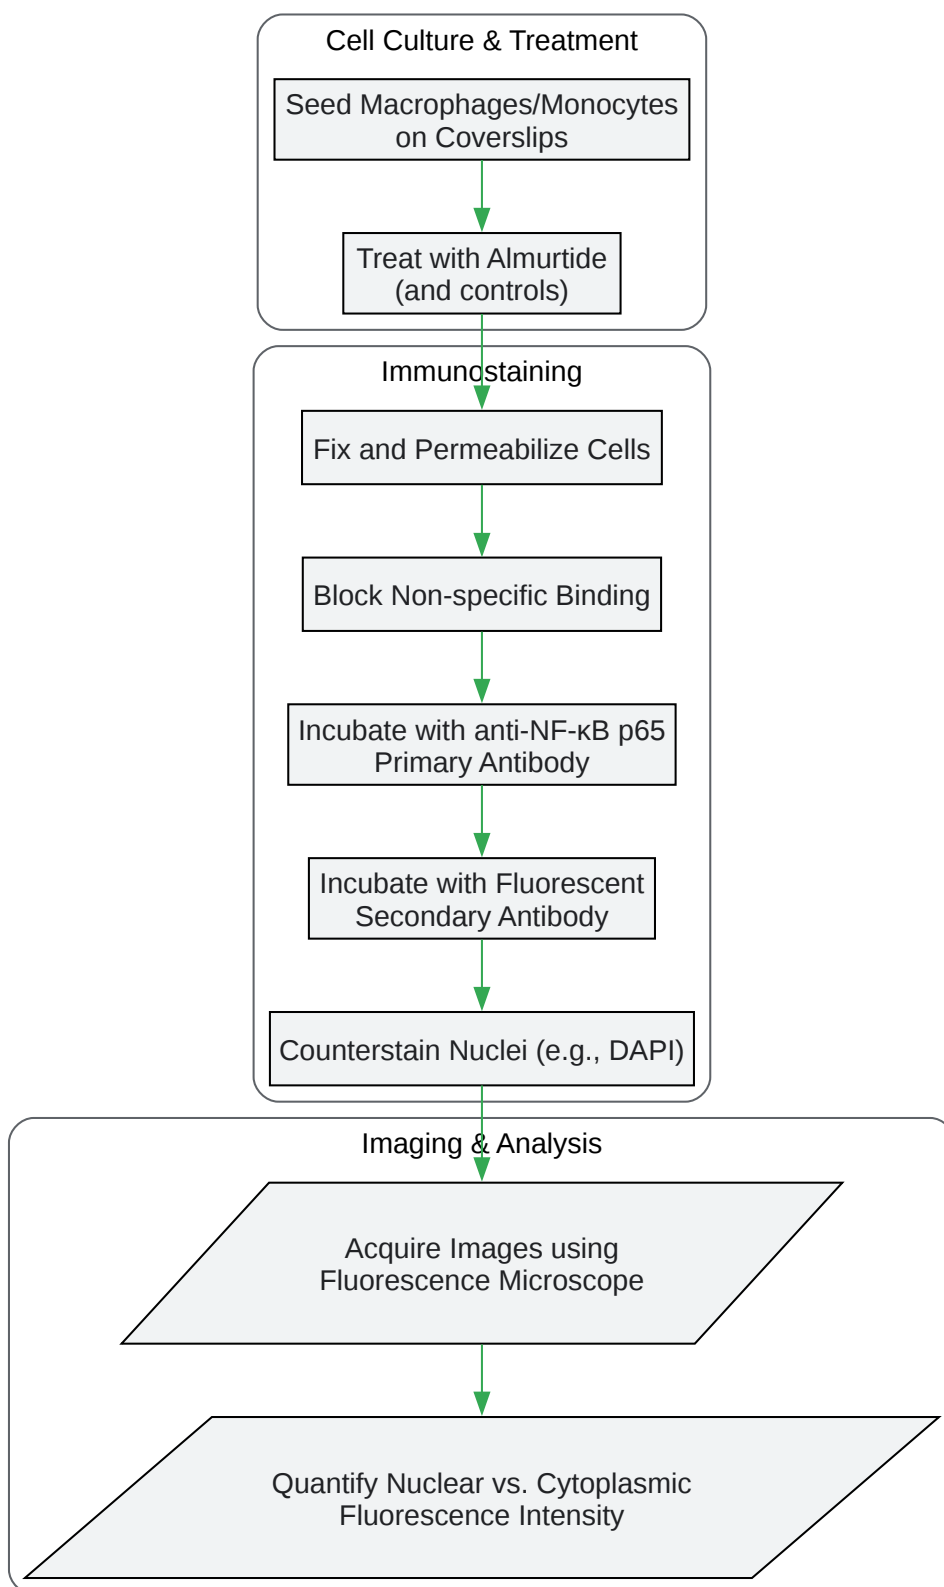 Cell Culture & Treatment
Seed Macrophages/Monocytes
on Coverslips
Treat with Almurtide
(and controls)
Immunostaining
Fix and Permeabilize Cells
Block Non-specific Binding
Incubate with anti-NF-κB p65
Primary Antibody
Incubate with Fluorescent
Secondary Antibody
Counterstain Nuclei (e.g., DAPI)
Imaging & Analysis
Acquire Images using
Fluorescence Microscope
Quantify Nuclear vs. Cytoplasmic
Fluorescence Intensity